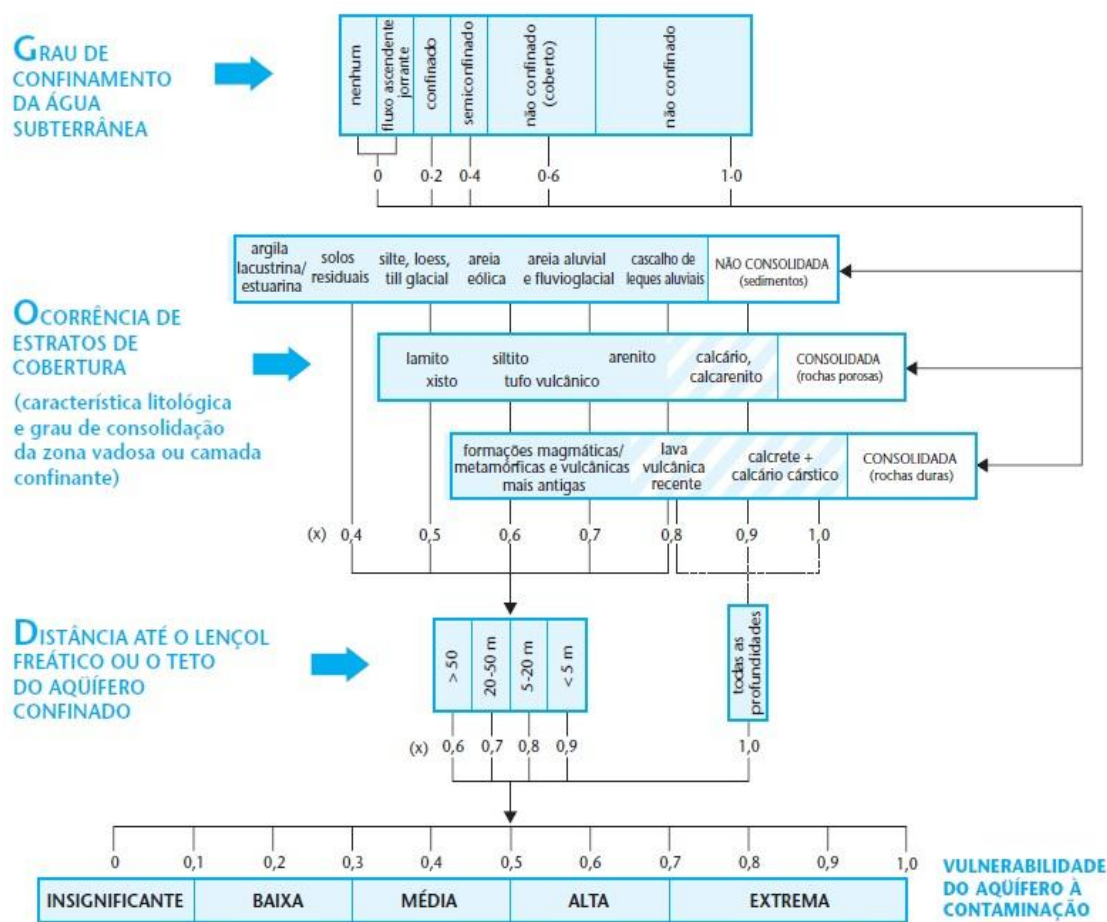 GRAU DE
CONFINAMENTO
DA ÁGUA
SUBTERRÂNEA
nenhum
fluxo ascendente
jorrante
confinado
semiconfinado
não confinado
(coberto)
não confinado
0 0·2 0·4 0·6 1·0
argila
lacustrina/
estuarina
solos
residuais
silte, loess,
till glacial
areia
eólica
areia aluvial
e fluvioglacial
cascalho de
leques aluviais
NÃO CONSOLIDADA
(sedimentos)
OCORRÊNCIA DE
ESTRATOS DE
COBERTURA
(característica litológica
e grau de consolidação
da zona vadosa ou camada
confinante)
lamito
xisto
siltito
tufo vulcânico
arenito
calcário,
calcarenito
CONSOLIDADA
(rochas porosas)
formações magmáticas/
metamórficas e vulcânicas
mais antigas
lava
vulcânica
recente
calcrete +
calcário cárstico
CONSOLIDADA
(rochas duras)
(x) 0,4 0,5 0,6 0,7 0,8 0,9 1,0
DISTÂNCIA ATÉ O LENÇOL
FREÁTICO OU O TETO
DO AQÜÍFERO
CONFINADO
> 50
20-50 m
5-20 m
< 5 m
todas as
profundidades
(x) 0,6 0,7 0,8 0,9 1,0
0 0,1 0,2 0,3 0,4 0,5 0,6 0,7 0,8 0,9 1,0
INSIGNIFICANTE BAIXA MÉDIA ALTA EXTREMA
VULNERABILIDADE
DO AQÜÍFERO À
CONTAMINAÇÃO